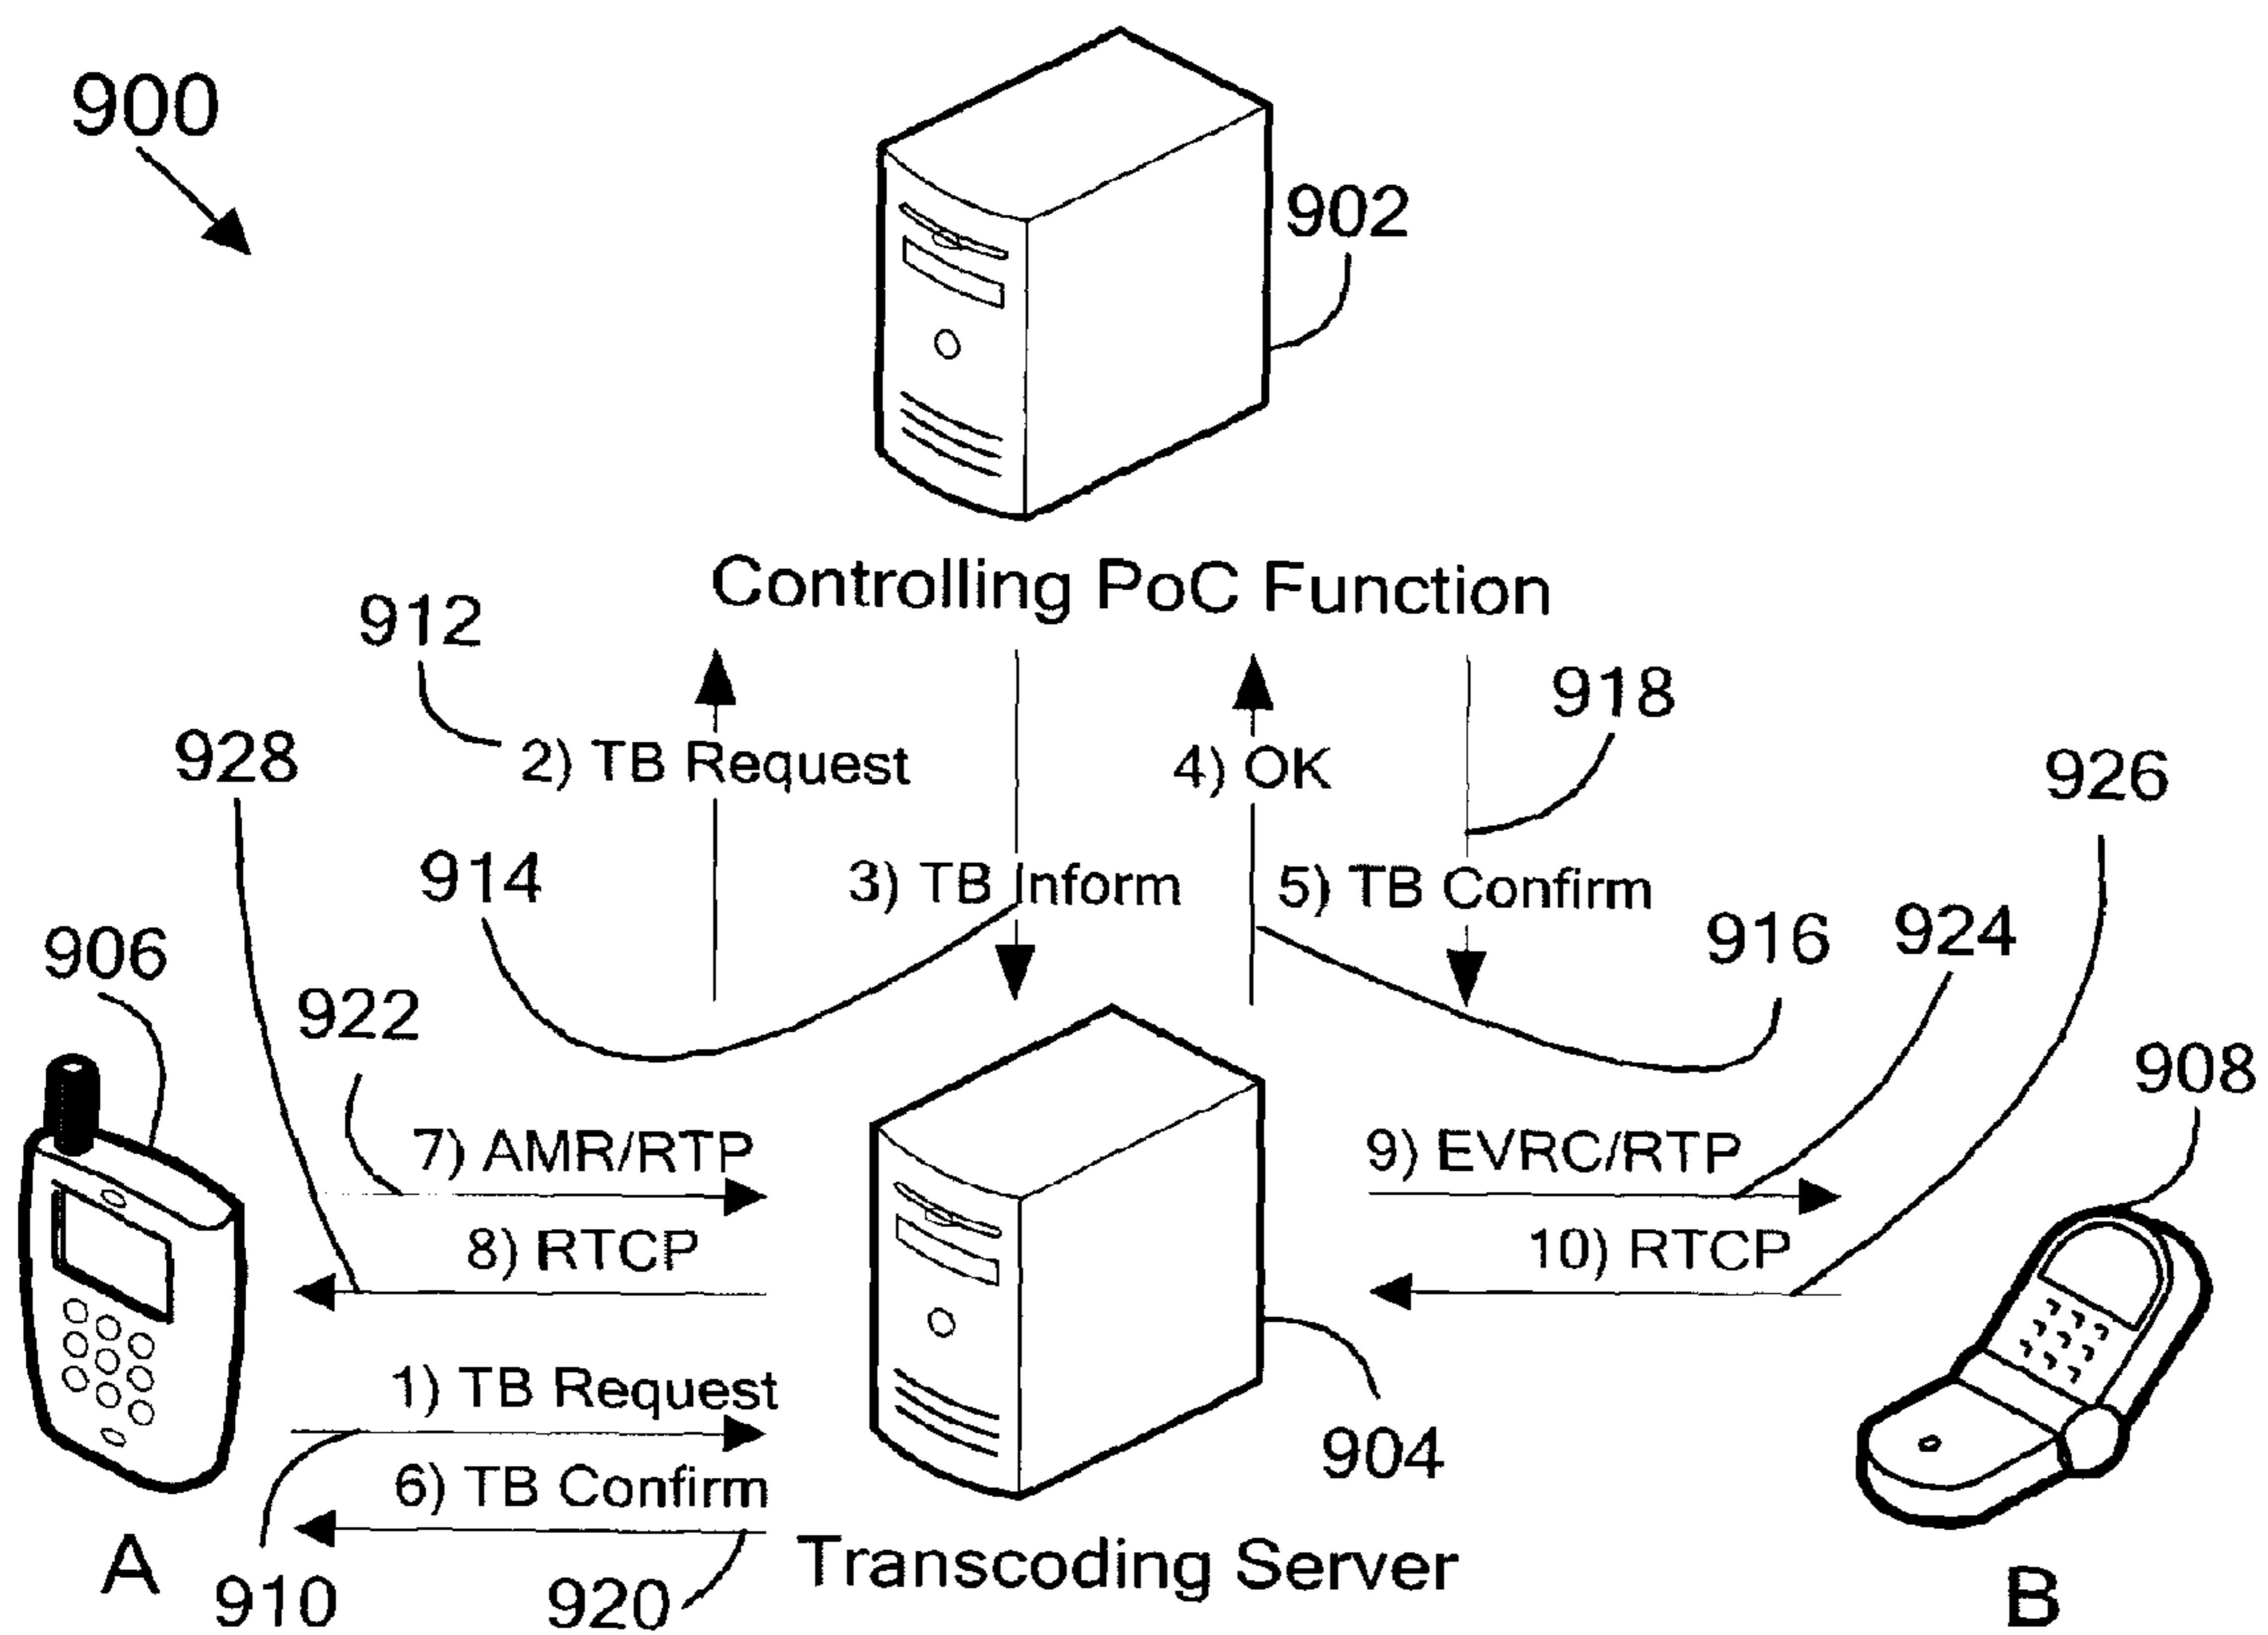 900
902
Controlling PoC Function
912
918
928
2) TB Request
4) OK
926
914
3) TB Inform
5) TB Confirm
916
924
906
922
908
7) AMR/RTP
9) EVRC/RTP
8) RTCP
10) RTCP
1) TB Request
904
6) TB Confirm
A
910
920
Transcoding Server
B